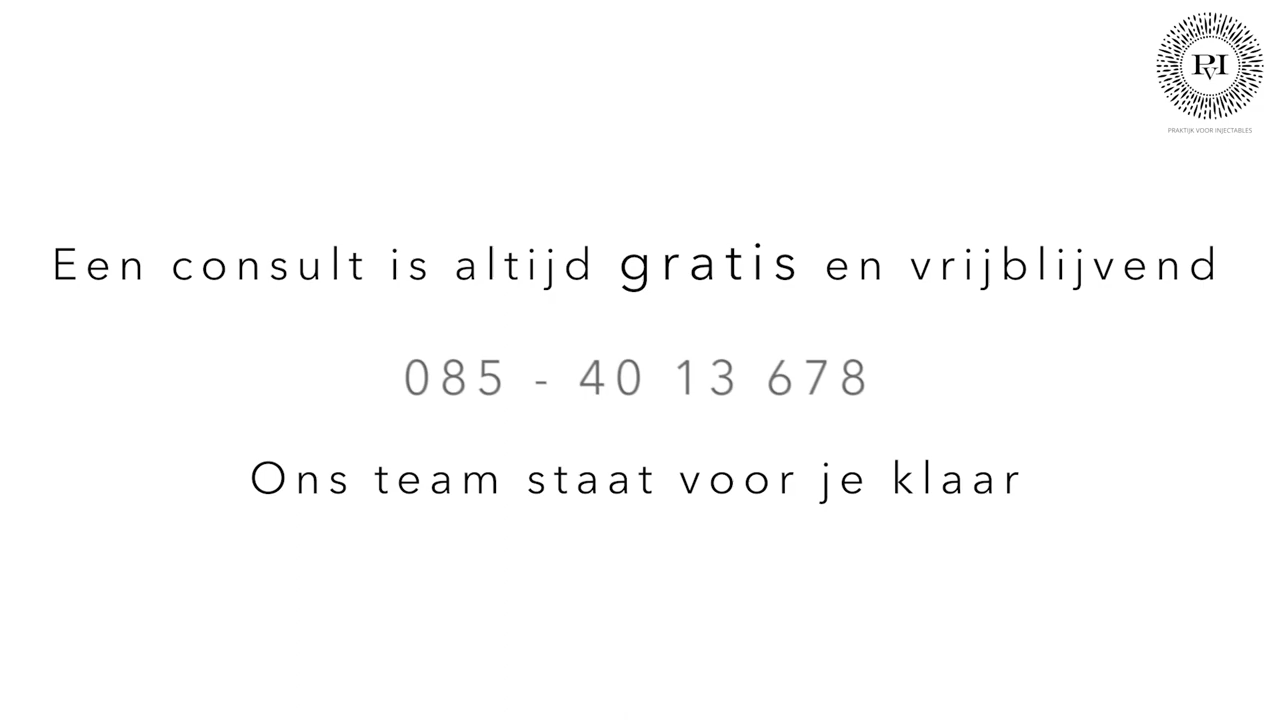 PVI
PRAKTIJK VOOR INJECTABLES
Een consult is altijd gratis en vrijblijvend
085 - 40 13 678
Ons team staat voor je klaar